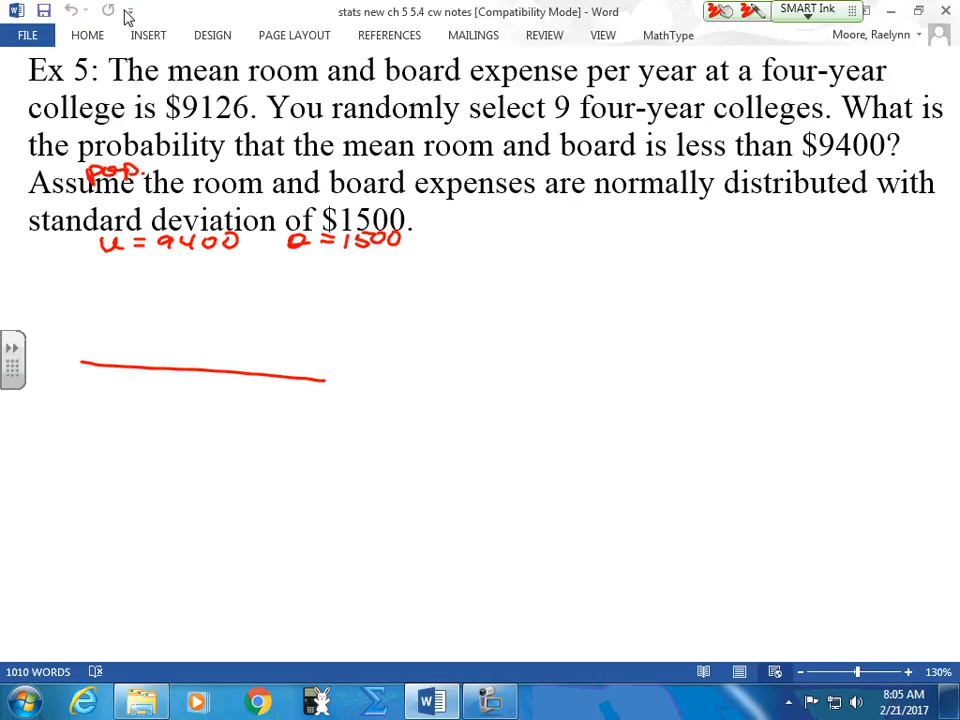 stats new ch 5 5.4 cw notes [Compatibility Mode] - Word
SMART Ink
FILE HOME INSERT DESIGN PAGE LAYOUT REFERENCES MAILINGS REVIEW VIEW MathType Moore, Raelynn
Ex 5: The mean room and board expense per year at a four-year
college is $9126. You randomly select 9 four-year colleges. What is
the probability that the mean room and board is less than $9400?
pop.
Assume the room and board expenses are normally distributed with
standard deviation of $1500.
μ = 9400 σ = 1500
1010 WORDS 130%
8:05 AM
2/21/2017